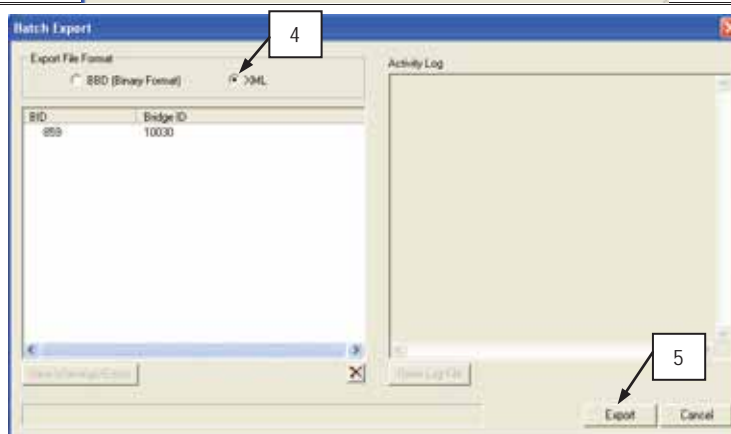 Batch Export
4
Export File Format
BBD (Binary Format)
XML
Activity Log
BID
Bridge ID
859
10030
View Warnings/Errors
View Log File
5
Export
Cancel